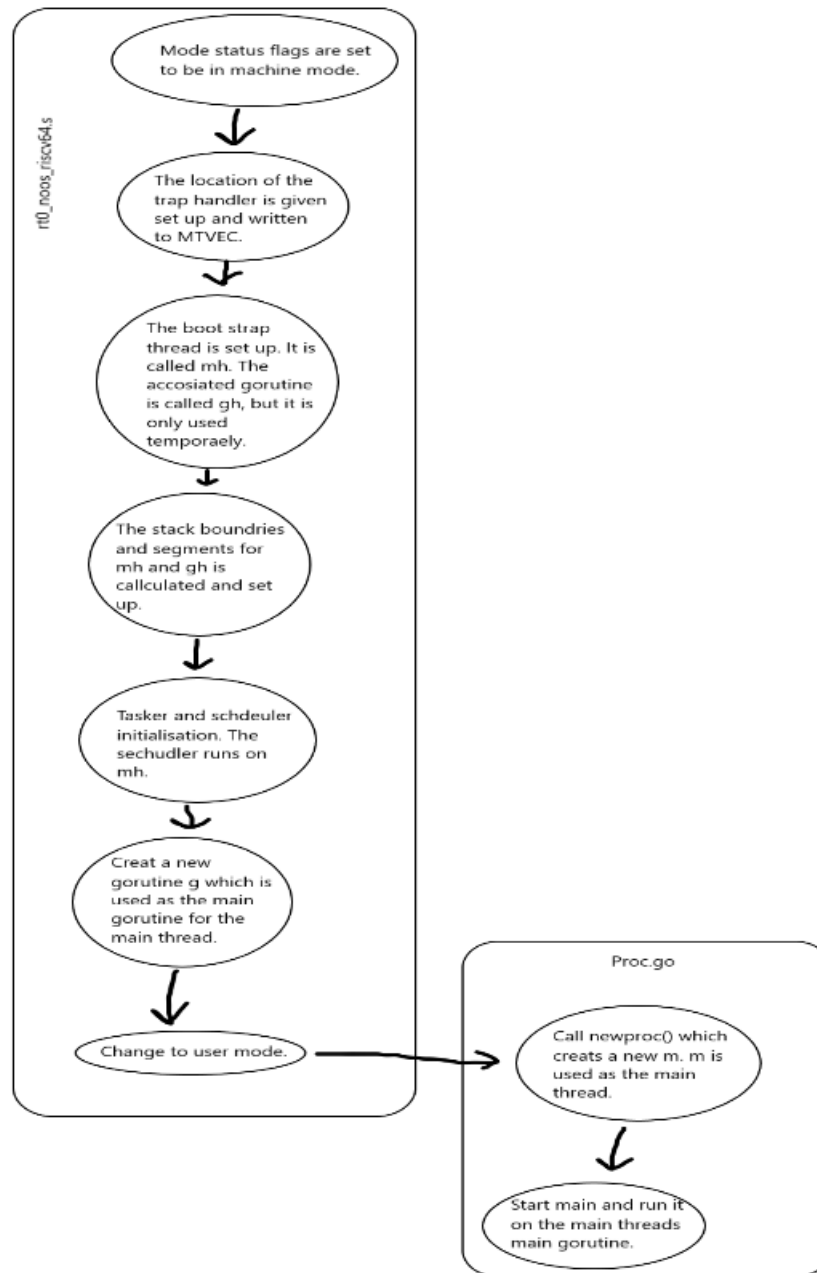 rt0_noos_riscv64.s
Mode status flags are set
to be in machine mode.
The location of the
trap handler is given
set up and written
to MTVEC.
The boot strap
thread is set up. It is
called mh. The
accosiated gorutine
is called gh, but it is
only used
temporaely.
The stack boundries
and segments for
mh and gh is
callculated and set
up.
Tasker and schdeuler
initialisation. The
sechudler runs on
mh.
Creat a new
gorutine g which is
used as the main
gorutine for the
main thread.
Change to user mode.
Proc.go
Call newproc() which
creats a new m. m is
used as the main
thread.
Start main and run it
on the main threads
main gorutine.